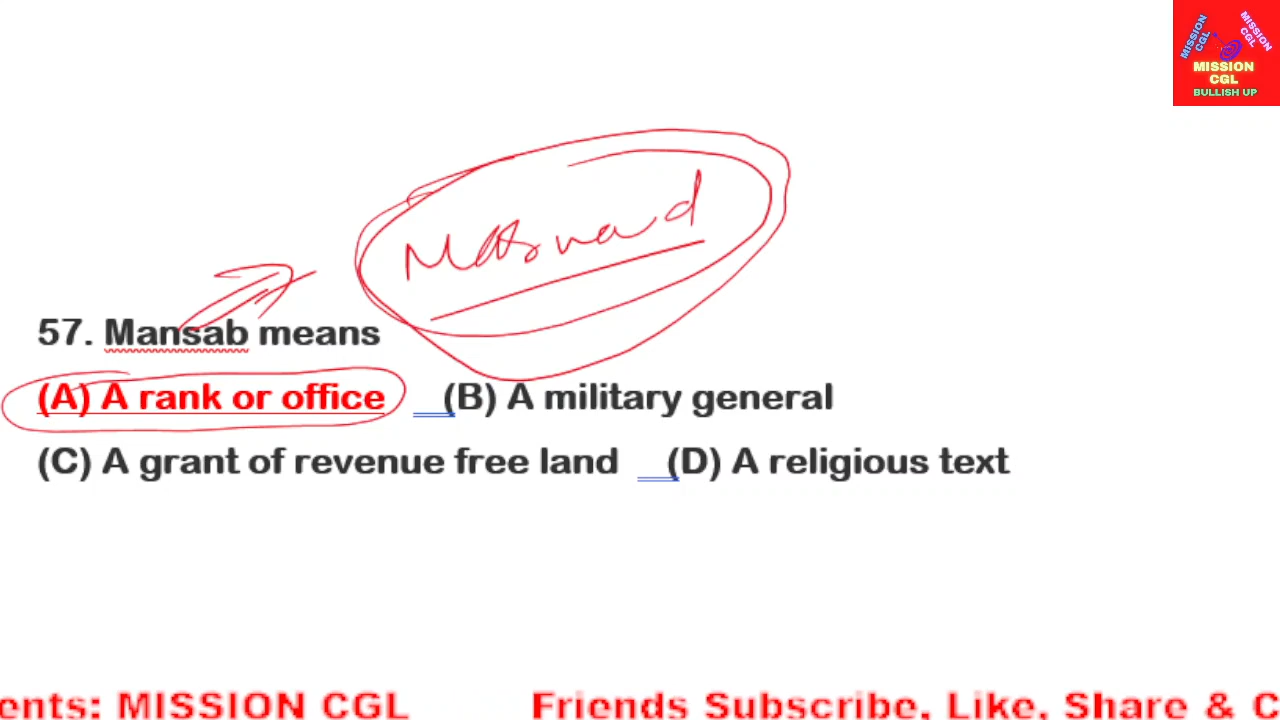 MISSION CGL
MISSION CGL
MISSION
CGL
BULLISH UP
Masnad
57. Mansab means
(A) A rank or office (B) A military general
(C) A grant of revenue free land (D) A religious text
ents: MISSION CGL Friends Subscribe, Like, Share & C